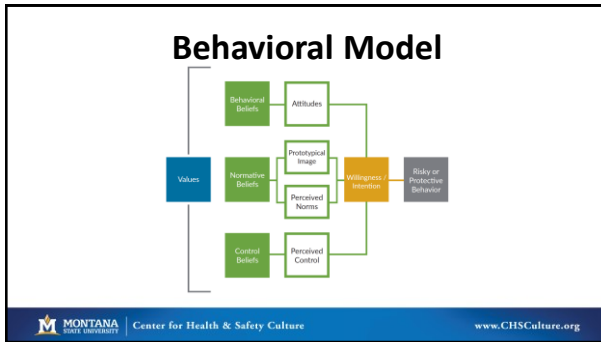 Behavioral Model
Behavioral
Beliefs
Attitudes
Values
Normative
Beliefs
Prototypical
Image
Perceived
Norms
Willingness /
Intention
Risky or
Protective
Behavior
Control
Beliefs
Perceived
Control
M MONTANA
STATE UNIVERSITY
Center for Health & Safety Culture
www.CHSCulture.org